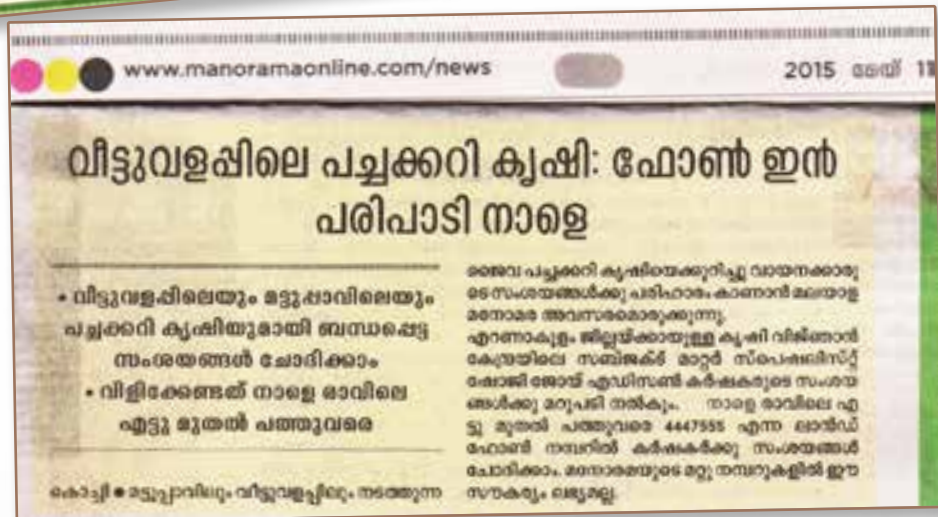 www.manoramaonline.com/news
2015 മേയ് 11
വീട്ടുവളപ്പിലെ പച്ചക്കറി കൃഷി: ഫോൺ ഇൻ
പരിപാടി നാളെ
• വീട്ടുവളപ്പിലെയും മട്ടുപ്പാവിലെയും
പച്ചക്കറി കൃഷിയുമായി ബന്ധപ്പെട്ട
സംശയങ്ങൾ ചോദിക്കാം
• വിളിക്കേണ്ടത് നാളെ രാവിലെ
എട്ടു മുതൽ പത്തുവരെ
കൊച്ചി ● മട്ടുപ്പാവിലും വീട്ടുവളപ്പിലും നടത്തുന്ന
ജൈവ പച്ചക്കറി കൃഷിയെക്കുറിച്ചു വായനക്കാരു
ടെ സംശയങ്ങൾക്കു പരിഹാരം കാണാൻ മലയാള
മനോരമ അവസരമൊരുക്കുന്നു.
എറണാകുളം ജില്ലയ്ക്കായുള്ള കൃഷി വിജ്ഞാൻ
കേന്ദ്രയിലെ സബ്ജക്ട് മാറ്റർ സ്പെഷലിസ്റ്റ്
ഷോജി ജോയ് എഡിസൺ കർഷകരുടെ സംശയ
ങ്ങൾക്കു മറുപടി നൽകും. നാളെ രാവിലെ എ
ട്ടു മുതൽ പത്തുവരെ 4447555 എന്ന ലാൻഡ്
ഫോൺ നമ്പറിൽ കർഷകർക്കു സംശയങ്ങൾ
ചോദിക്കാം. മനോരമയുടെ മറ്റു നമ്പറുകളിൽ ഈ
സൗകര്യം ലഭ്യമല്ല.